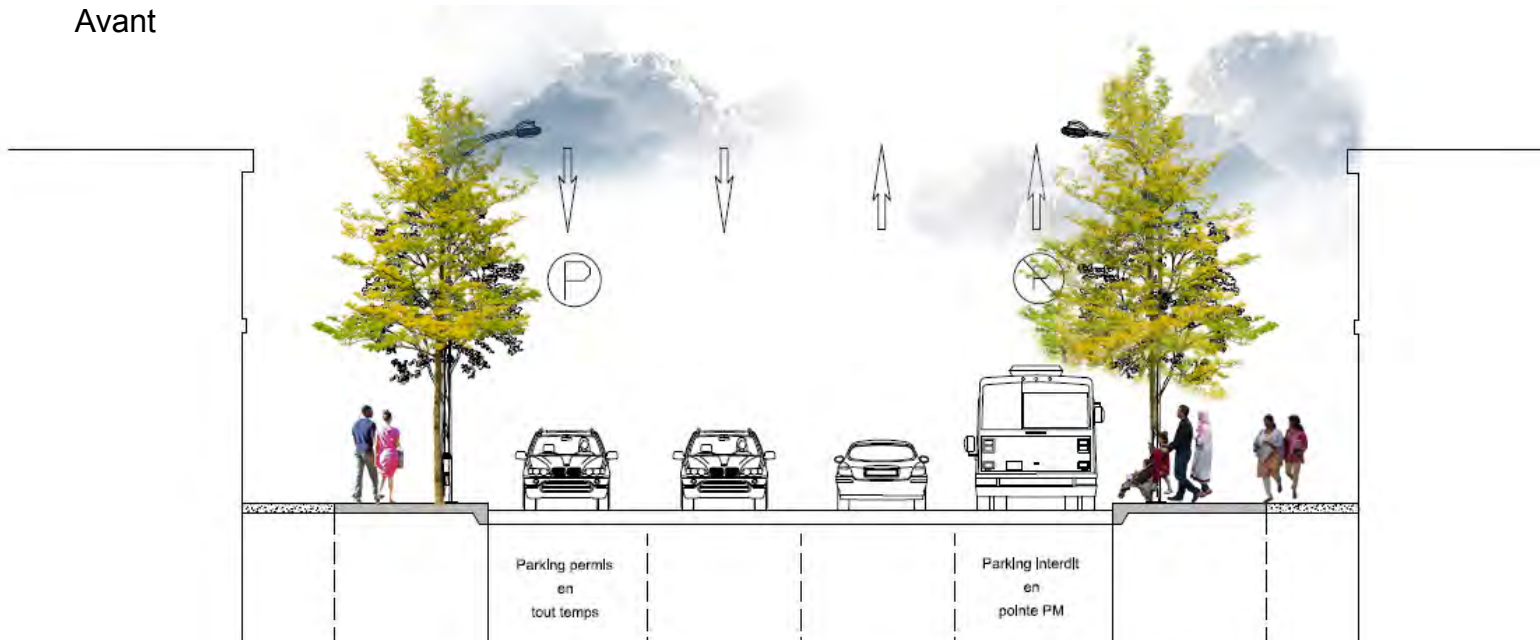 Avant
P
Parking permis
en
tout temps
Parking interdit
en
pointe PM